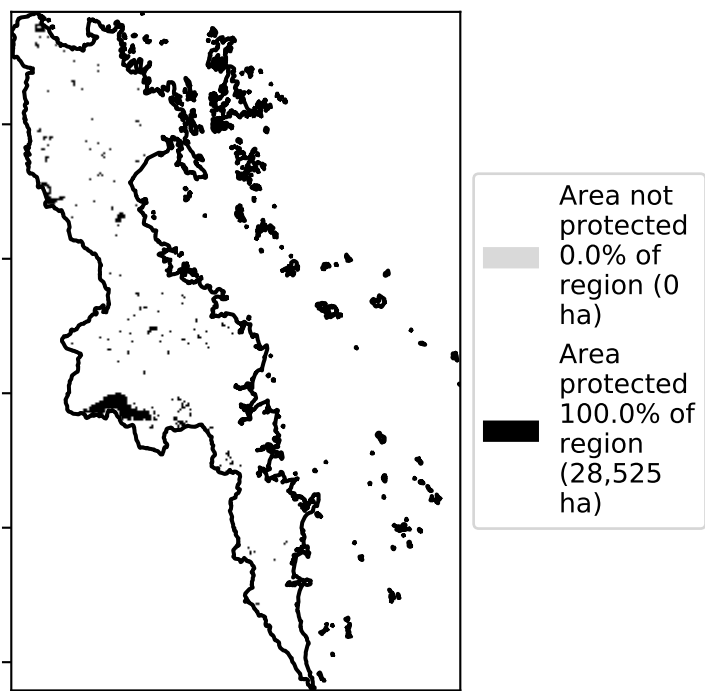 Area not
protected
0.0% of
region (0
ha)
Area
protected
100.0% of
region
(28,525
ha)